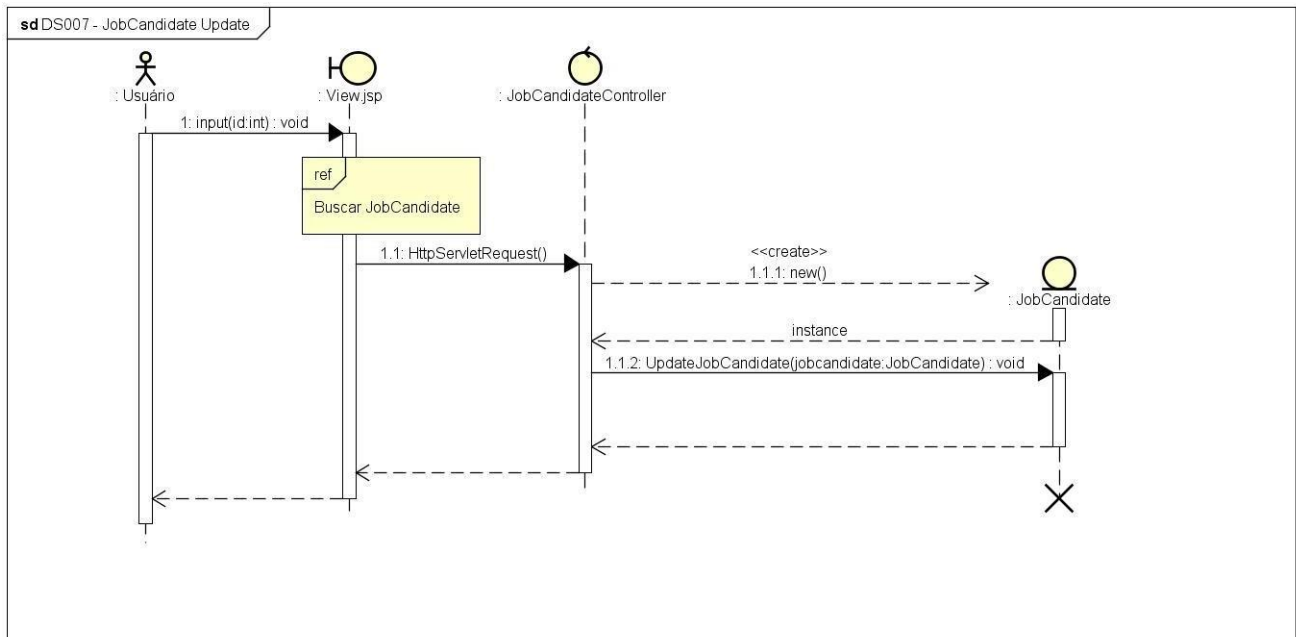 sd DS007 - JobCandidate Update
: Usuário
: View.jsp
: JobCandidateController
1: input(id:int) : void
ref
Buscar JobCandidate
1.1: HttpServletRequest()
<<create>>
1.1.1: new()
: JobCandidate
instance
1.1.2: UpdateJobCandidate(jobcandidate:JobCandidate) : void